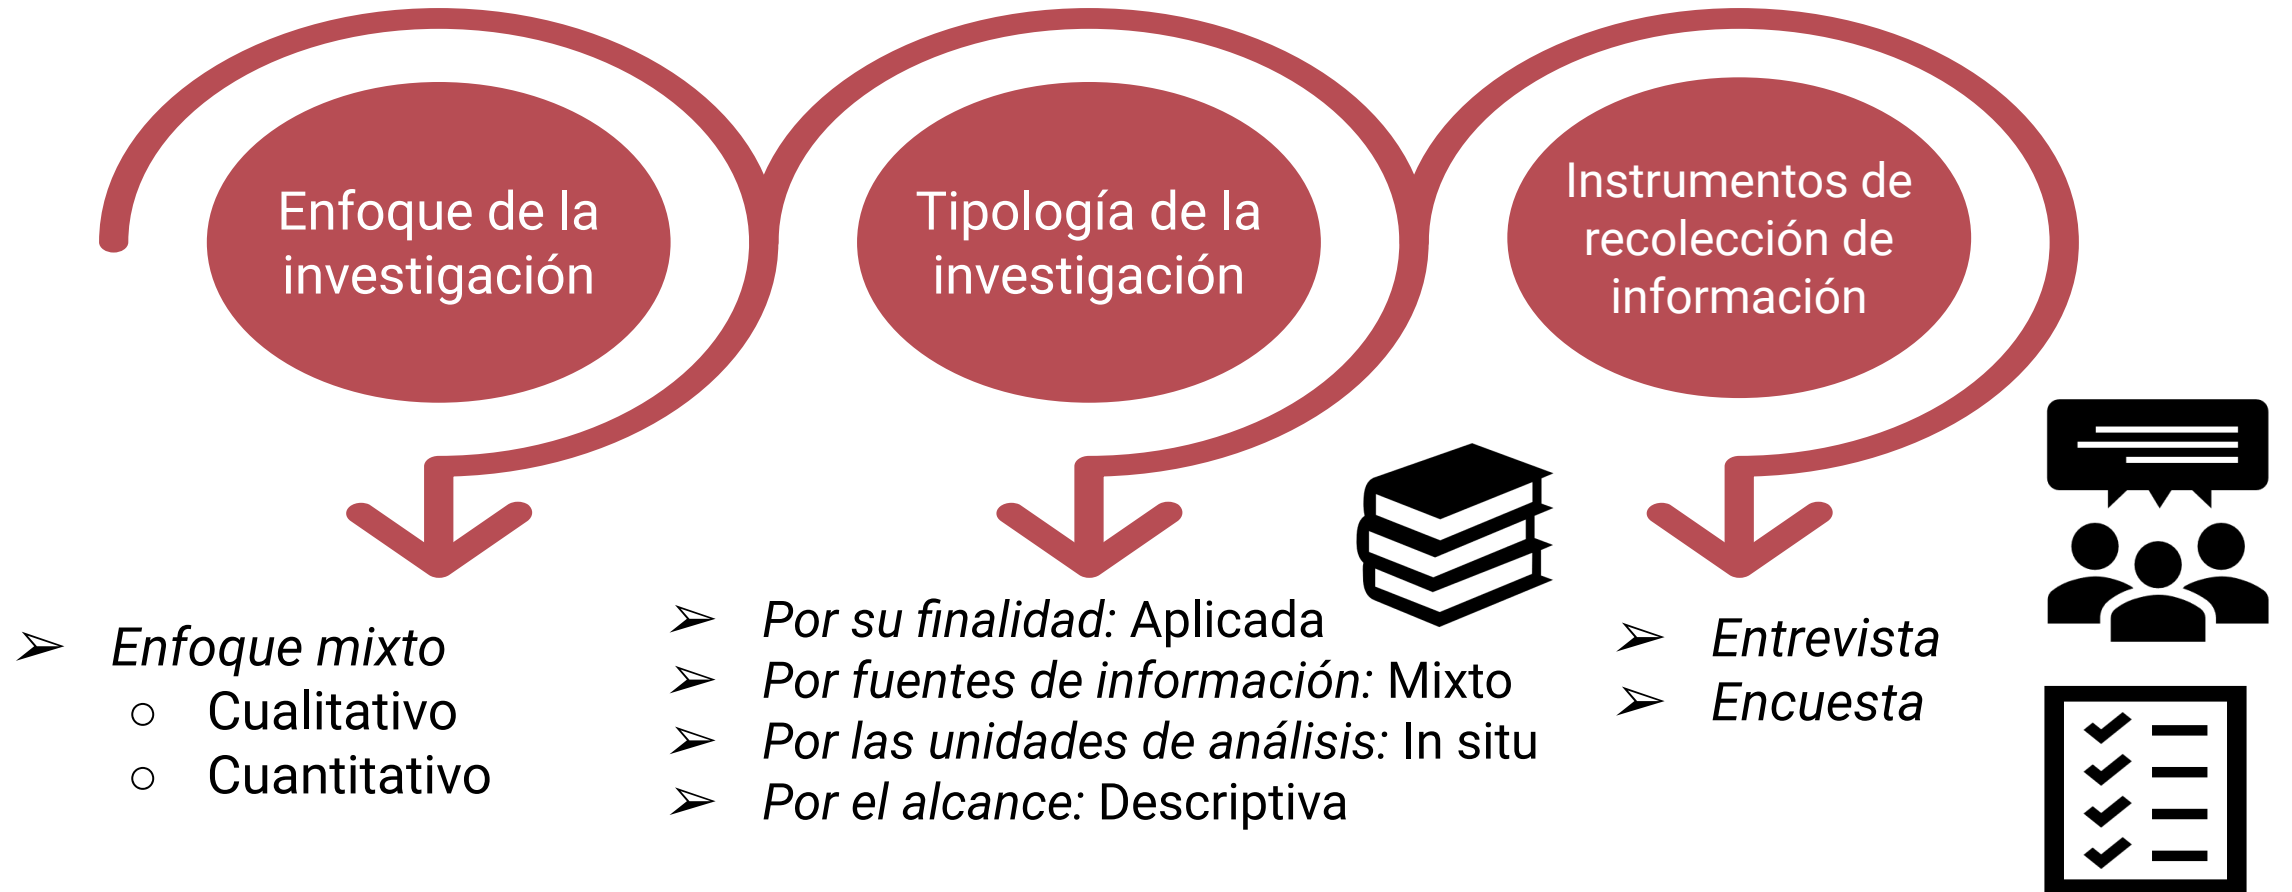 Enfoque de la
investigación
Tipología de la
investigación
Instrumentos de
recolección de
información
➢ Enfoque mixto
○ Cualitativo
○ Cuantitativo
➢ Por su finalidad: Aplicada
➢ Por fuentes de información: Mixto
➢ Por las unidades de análisis: In situ
➢ Por el alcance: Descriptiva
➢ Entrevista
➢ Encuesta